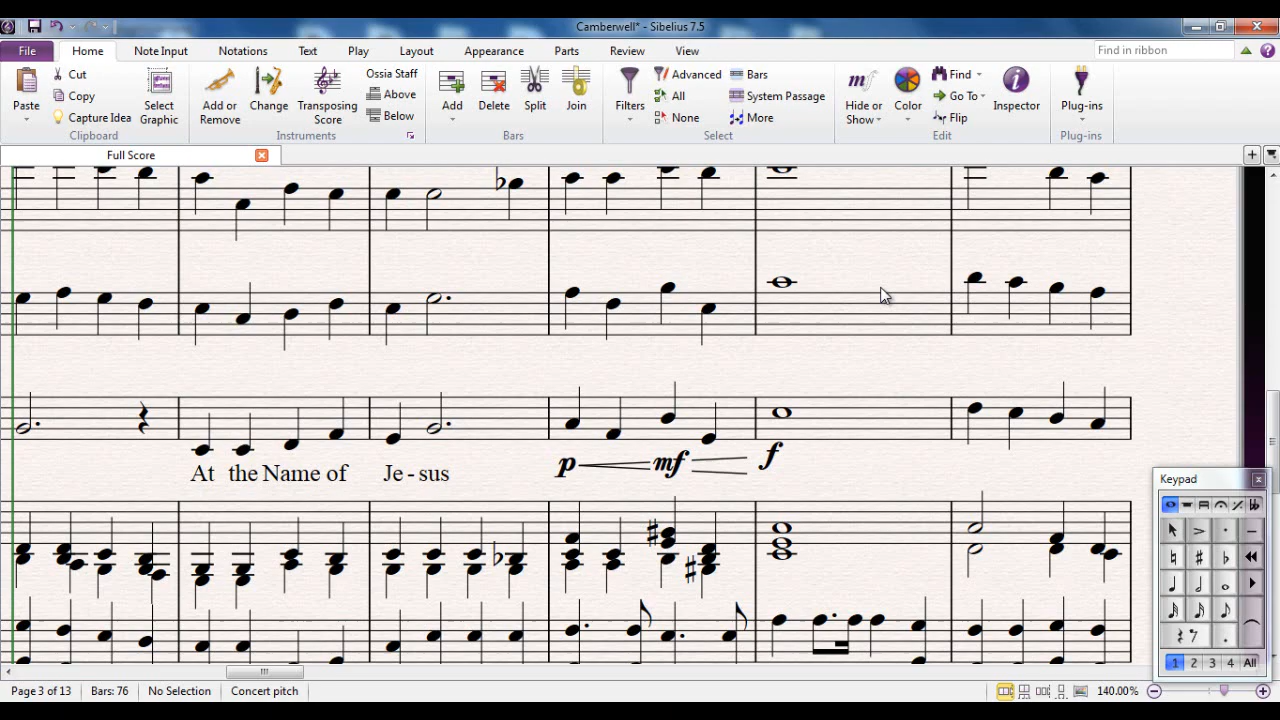 Camberwell* - Sibelius 7.5
File Home Note Input Notations Text Play Layout Appearance Parts Review View Find in ribbon
Paste Cut Copy Capture Idea Select Graphic
Clipboard
Add or Remove Change Transposing Score Ossia Staff Above Below
Instruments
Add Delete Split Join
Bars
Filters Advanced All None Bars System Passage More
Select
Hide or Show Color Find Go To Flip Inspector
Edit
Plug-ins
Plug-ins
Full Score
At the Name of Je - sus
p mf f
Keypad
1 2 3 4 All
Page 3 of 13 Bars: 76 No Selection Concert pitch 140.00%